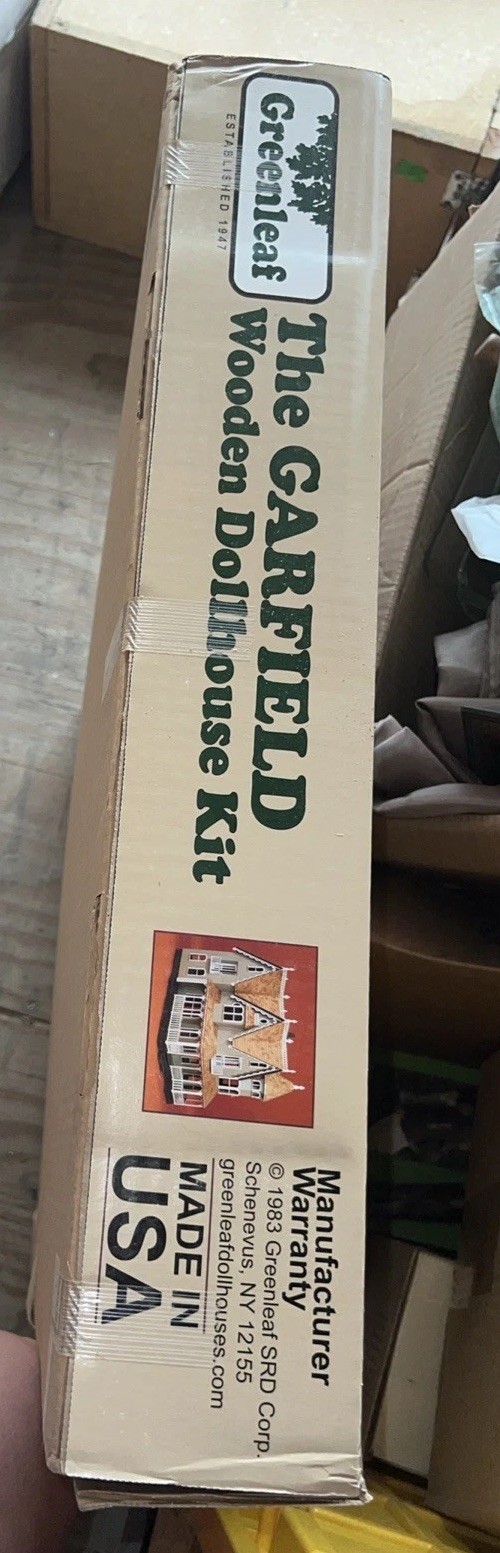 Greenleaf
ESTABLISHED 1947
The GARFIELD
Wooden Dollhouse Kit
Manufacturer
Warranty
© 1983 Greenleaf SRD Corp.
Schenevus, NY 12155
greenleafdollhouses.com
MADE IN
USA